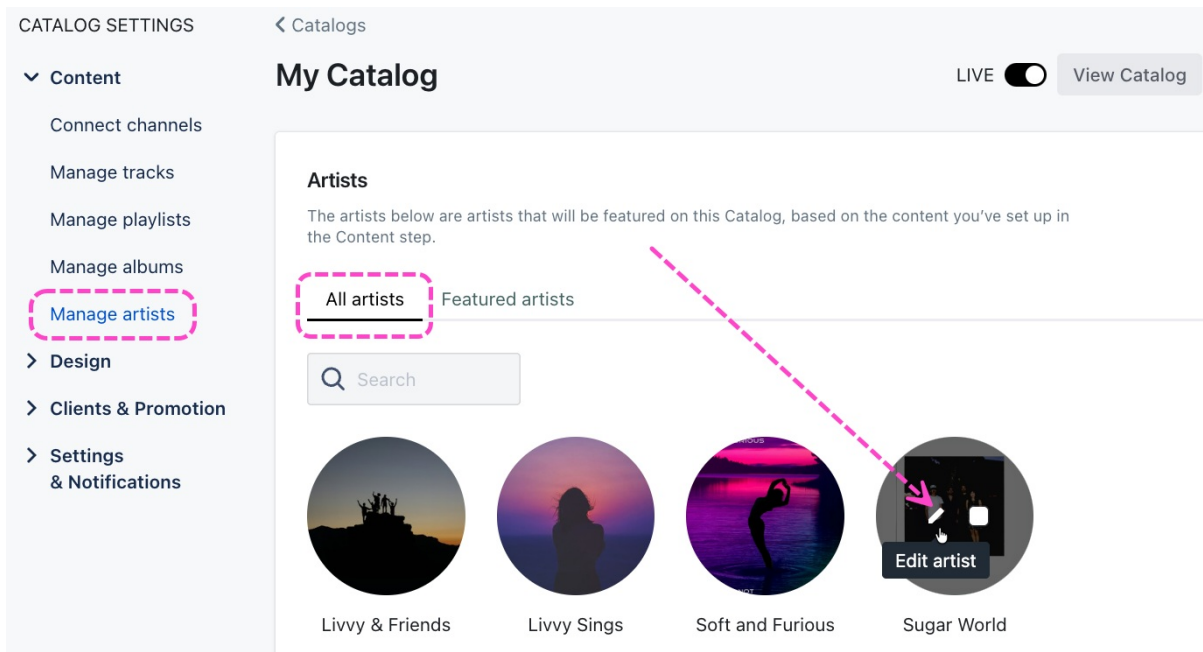 CATALOG SETTINGS
Content
Connect channels
Manage tracks
Manage playlists
Manage albums
Manage artists
Design
Clients & Promotion
Settings
& Notifications
Catalogs
My Catalog
LIVE
View Catalog
Artists
The artists below are artists that will be featured on this Catalog, based on the content you’ve set up in
the Content step.
All artists
Featured artists
Search
Edit artist
Livvy & Friends
Livvy Sings
Soft and Furious
Sugar World